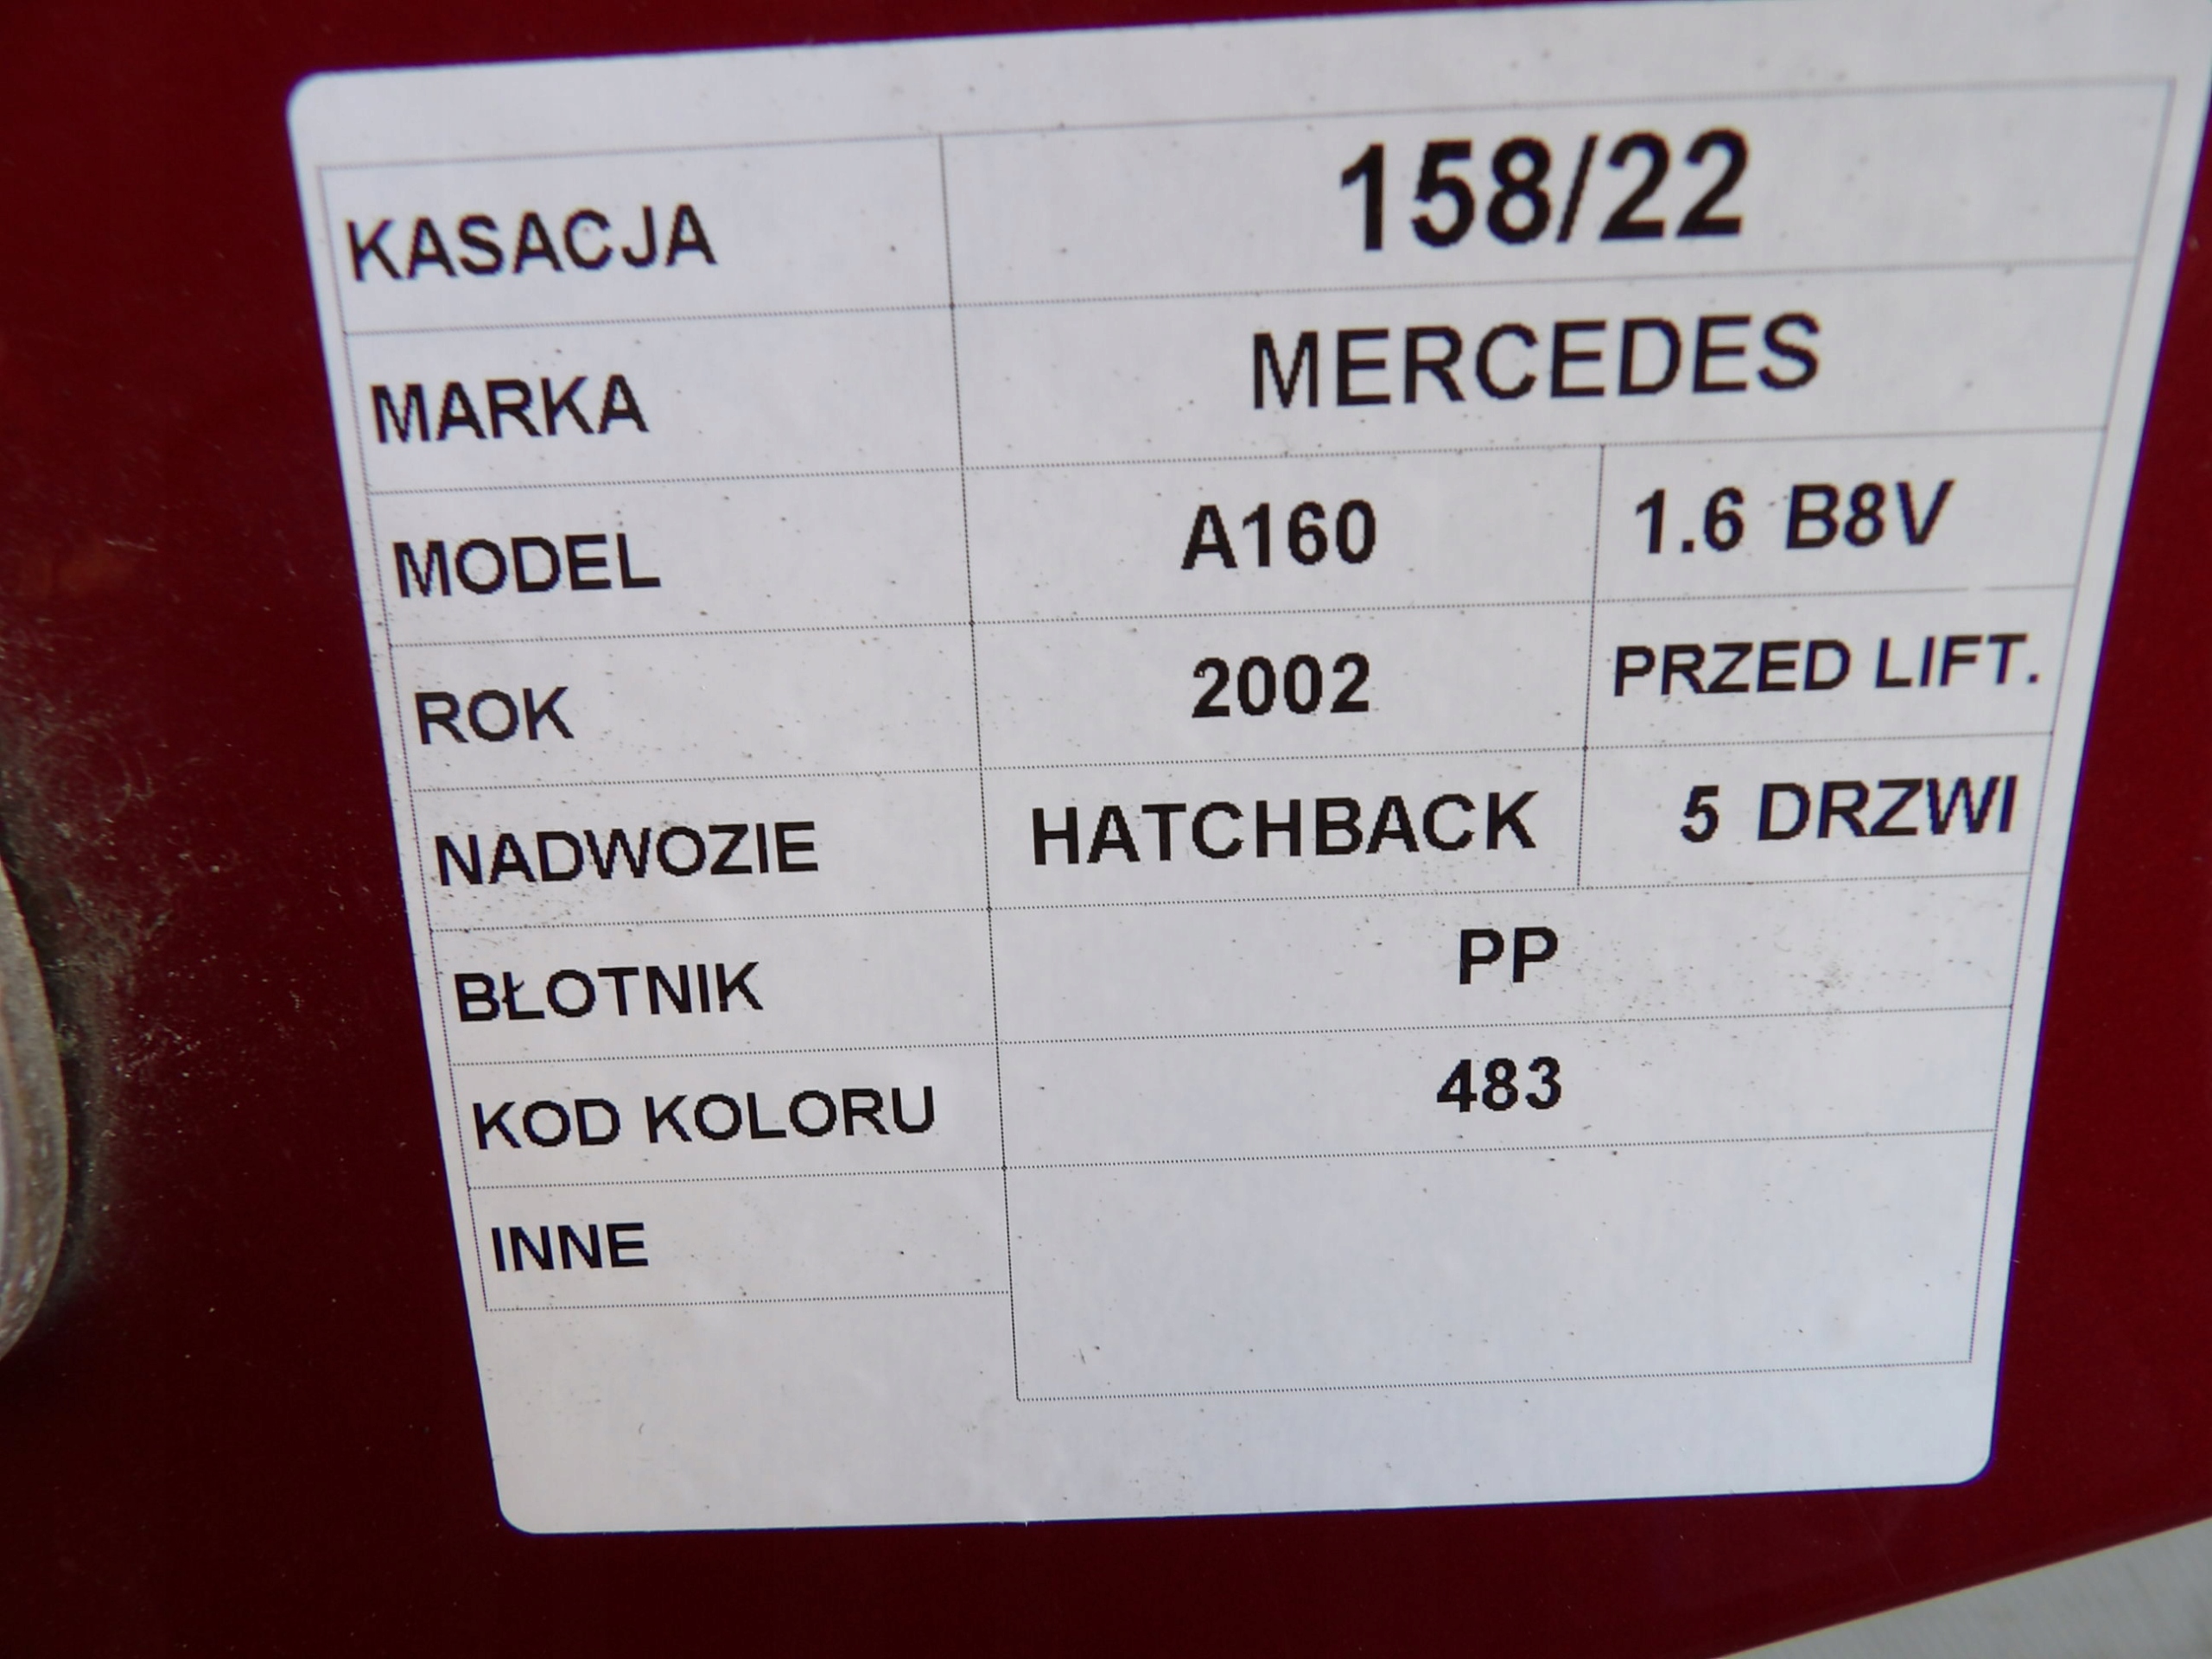 KASACJA 158/22
MARKA MERCEDES
MODEL A160 1.6 B8V
ROK 2002 PRZED LIFT.
NADWOZIE HATCHBACK 5 DRZWI
BŁOTNIK PP
KOD KOLORU 483
INNE